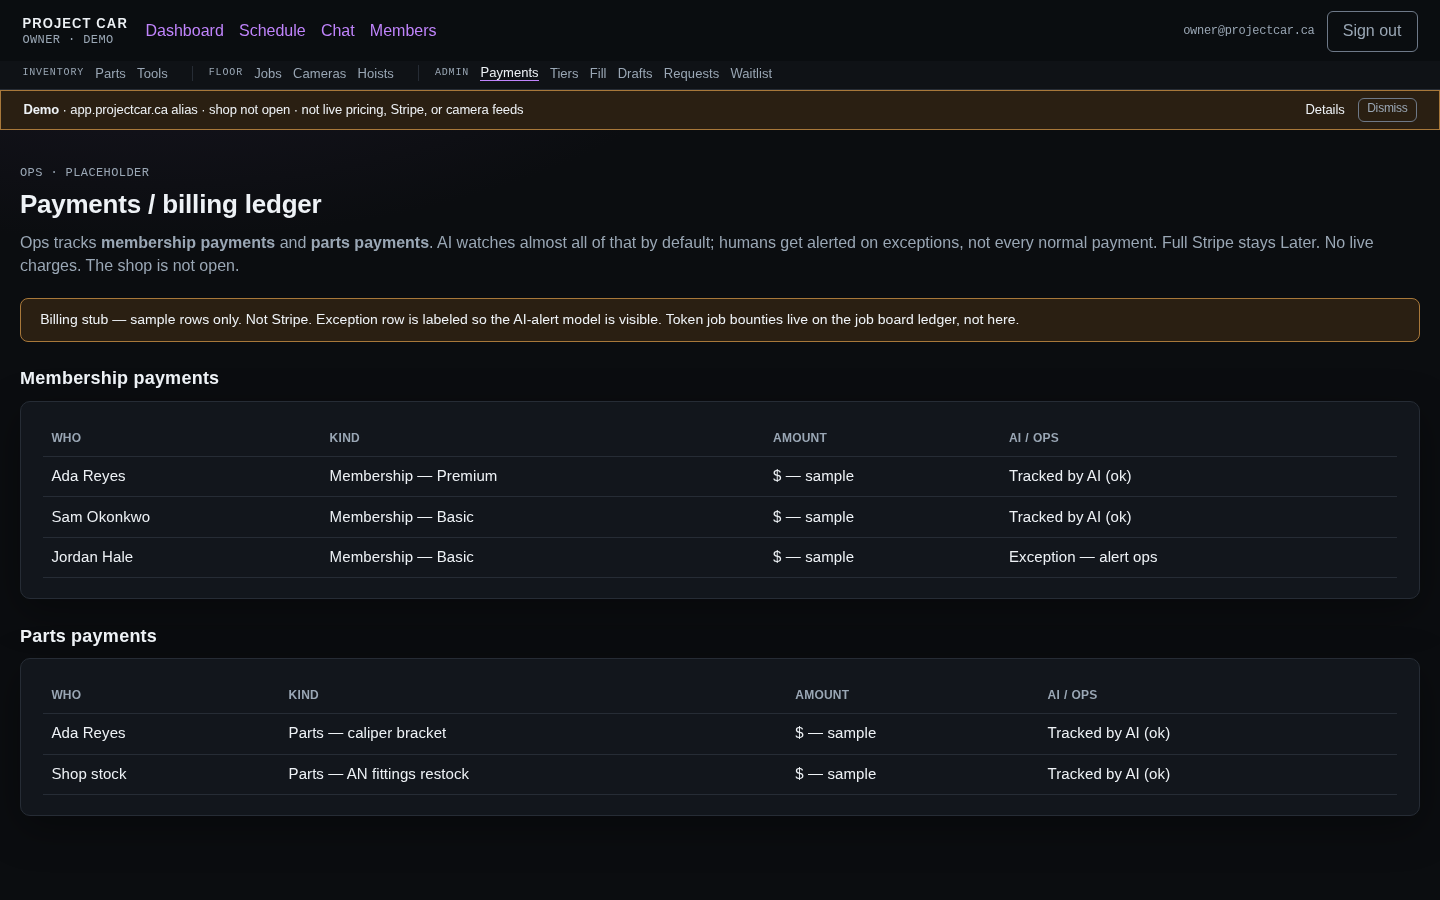 PROJECT CAR
OWNER · DEMO
Dashboard Schedule Chat Members
owner@projectcar.ca
Sign out
INVENTORY Parts Tools FLOOR Jobs Cameras Hoists ADMIN Payments Tiers Fill Drafts Requests Waitlist
Demo · app.projectcar.ca alias · shop not open · not live pricing, Stripe, or camera feeds
Details Dismiss
OPS · PLACEHOLDER
Payments / billing ledger
Ops tracks membership payments and parts payments. AI watches almost all of that by default; humans get alerted on exceptions, not every normal payment. Full Stripe stays Later. No live
charges. The shop is not open.
Billing stub — sample rows only. Not Stripe. Exception row is labeled so the AI-alert model is visible. Token job bounties live on the job board ledger, not here.
Membership payments
WHO KIND AMOUNT AI / OPS
Ada Reyes Membership — Premium $ — sample Tracked by AI (ok)
Sam Okonkwo Membership — Basic $ — sample Tracked by AI (ok)
Jordan Hale Membership — Basic $ — sample Exception — alert ops
Parts payments
WHO KIND AMOUNT AI / OPS
Ada Reyes Parts — caliper bracket $ — sample Tracked by AI (ok)
Shop stock Parts — AN fittings restock $ — sample Tracked by AI (ok)